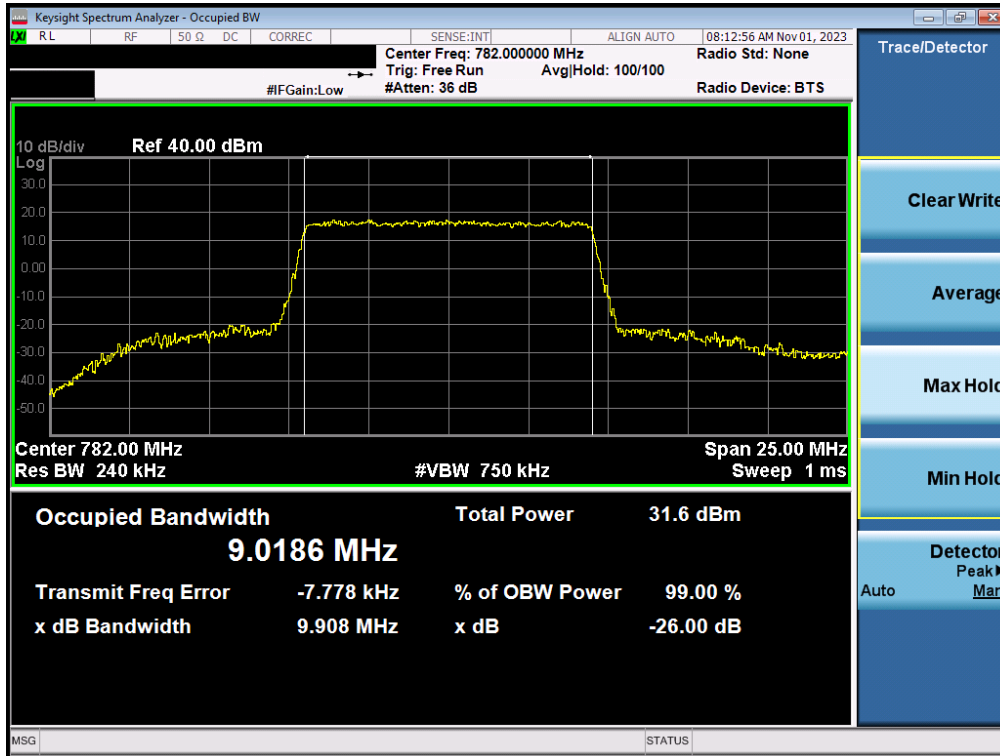 Keysight Spectrum Analyzer - Occupied BW
LXI RL RF 50 Ω DC CORREC SENSE:INT ALIGN AUTO 08:12:56 AM Nov 01, 2023
Center Freq: 782.000000 MHz Radio Std: None
Trig: Free Run Avg|Hold: 100/100
#IFGain:Low #Atten: 36 dB Radio Device: BTS
10 dB/div Ref 40.00 dBm
Log
30.0
20.0
10.0
0.00
-10.0
-20.0
-30.0
-40.0
-50.0
Center 782.00 MHz Span 25.00 MHz
Res BW 240 kHz #VBW 750 kHz Sweep 1 ms
Occupied Bandwidth Total Power 31.6 dBm
9.0186 MHz
Transmit Freq Error -7.778 kHz % of OBW Power 99.00 %
x dB Bandwidth 9.908 MHz x dB -26.00 dB
MSG STATUS
Trace/Detector
Clear Write
Average
Max Hold
Min Hold
Detector
Peak
Auto Man